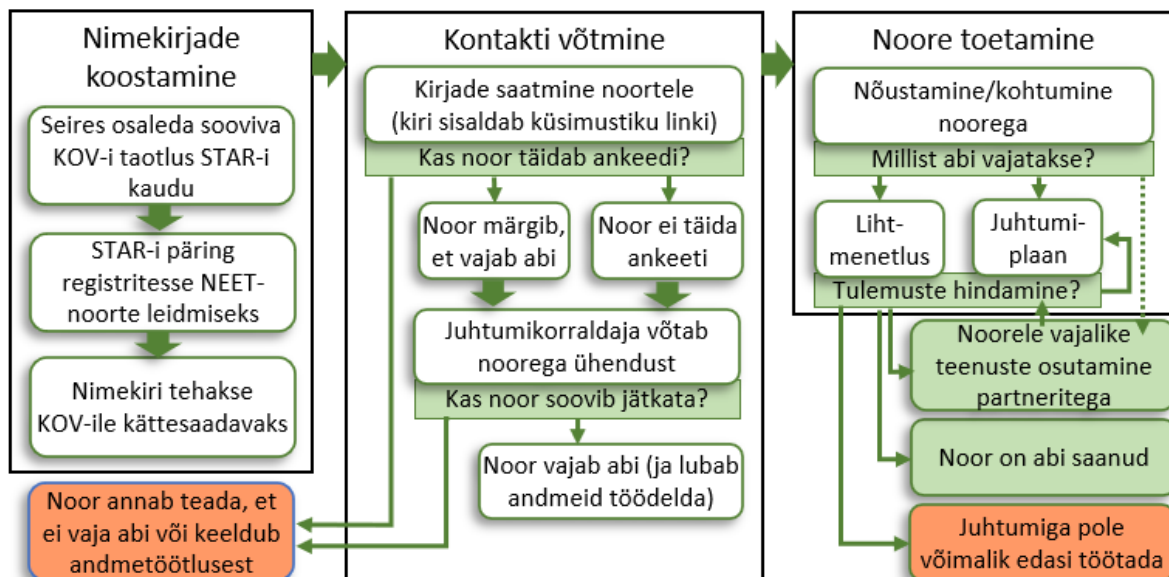 Nimekirjade
koostamine
Seires osaleda sooviva
KOV-i taotlus STAR-i
kaudu
STAR-i päring
registritesse NEET-
noorte leidmiseks
Nimekiri tehakse
KOV-ile kättesaadavaks
Noor annab teada, et
ei vaja abi või keeldub
andmetöötlusest
Kontakti võtmine
Kirjade saatmine noortele
(kiri sisaldab küsimustiku linki)
Kas noor täidab ankeedi?
Noor märgib,
et vajab abi
Noor ei täida
ankeeti
Juhtumikorraldaja võtab
noorega ühendust
Kas noor soovib jätkata?
Noor vajab abi (ja lubab
andmeid töödelda)
Noore toetamine
Nõustamine/kohtumine
noorega
Millist abi vajatakse?
Liht-
menetlus
Juhtumi-
plaan
Tulemuste hindamine?
Noorele vajalike
teenuste osutamine
partneritega
Noor on abi saanud
Juhtumiga pole
võimalik edasi töötada